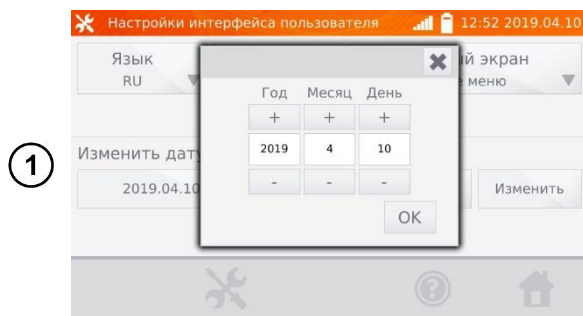 Настройки интерфейса пользователя 12:52 2019.04.10
Язык
RU
й экран
меню
Год Месяц День
+ + +
2019 4 10
- - -
OK
Изменить дат
2019.04.10
Изменить
1